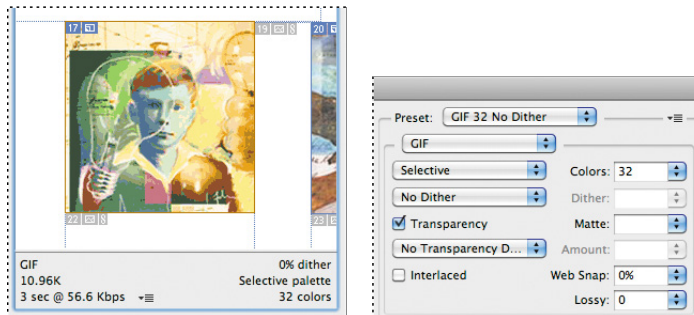 17
19
20
22
23
GIF
0% dither
10.96K
Selective palette
3 sec @ 56.6 Kbps
32 colors
Preset: GIF 32 No Dither
GIF
Selective
Colors: 32
No Dither
Dither:
Transparency
Matte:
No Transparency D...
Amount:
Interlaced
Web Snap: 0%
Lossy: 0